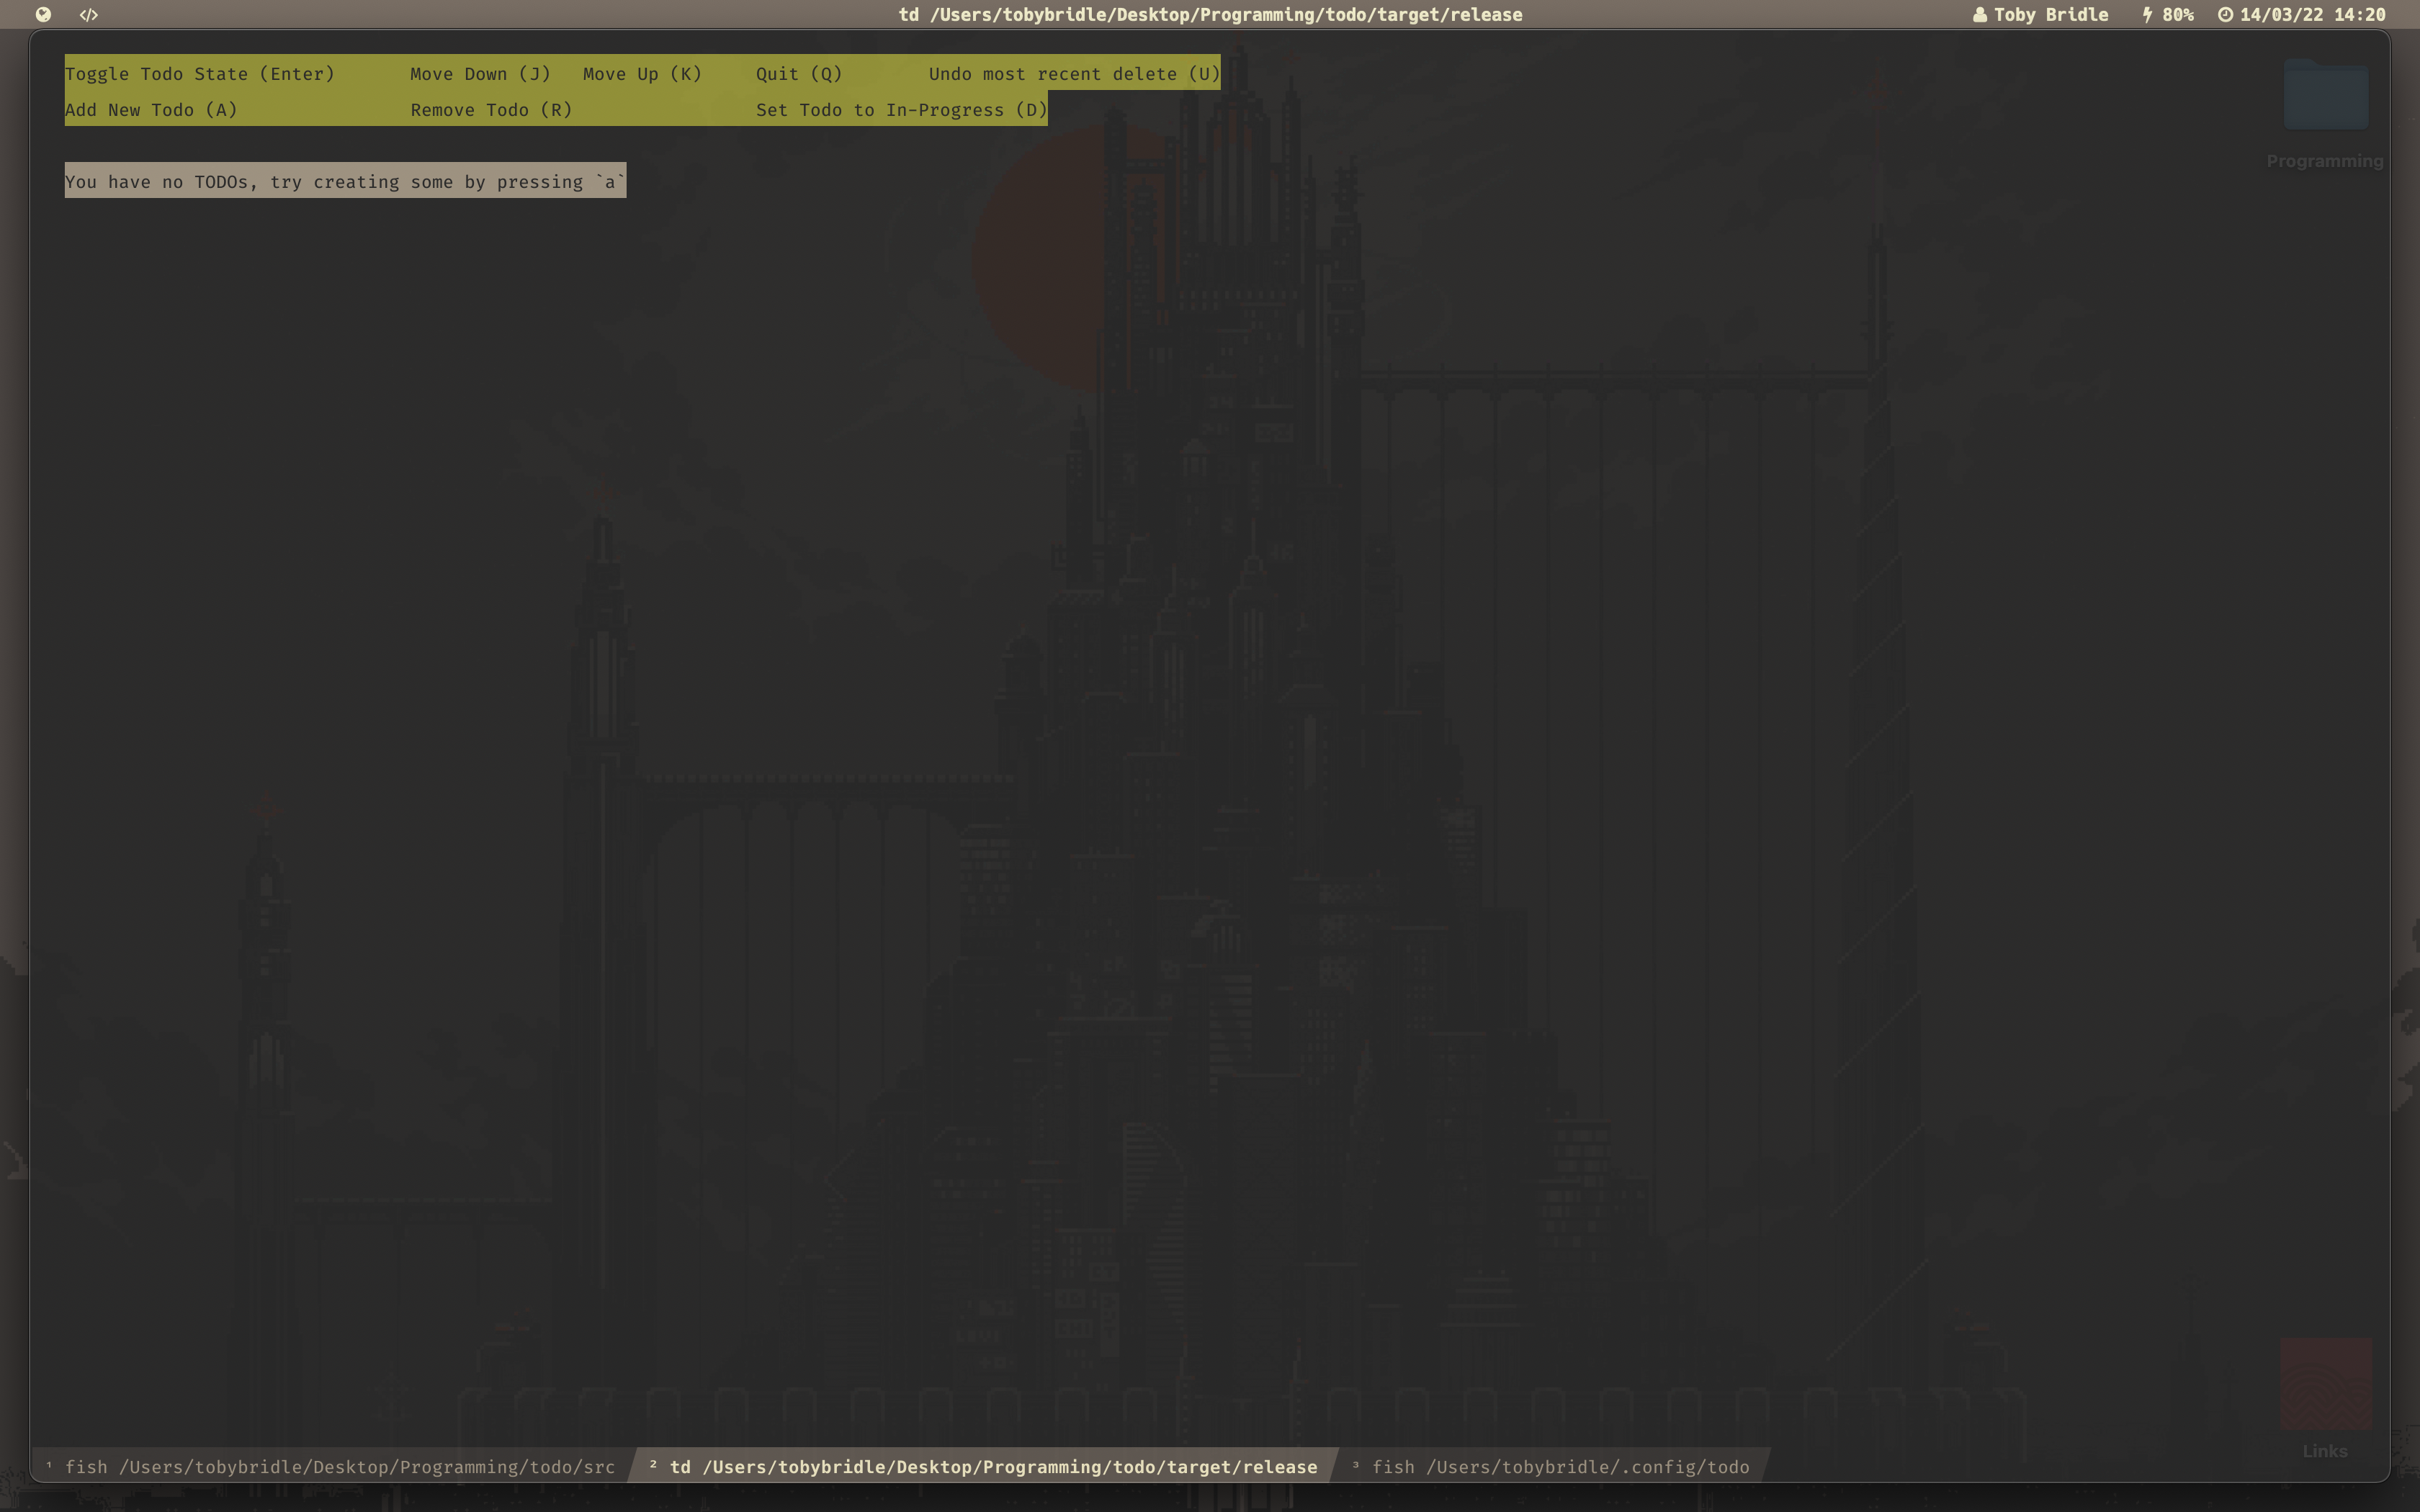 td /Users/tobybridle/Desktop/Programming/todo/target/release
Toby Bridle 80% 14/03/22 14:20
Toggle Todo State (Enter) Move Down (J) Move Up (K) Quit (Q) Undo most recent delete (U)
Add New Todo (A) Remove Todo (R) Set Todo to In-Progress (D)
Programming
You have no TODOs, try creating some by pressing `a`
Links
1 fish /Users/tobybridle/Desktop/Programming/todo/src
2 td /Users/tobybridle/Desktop/Programming/todo/target/release
3 fish /Users/tobybridle/.config/todo